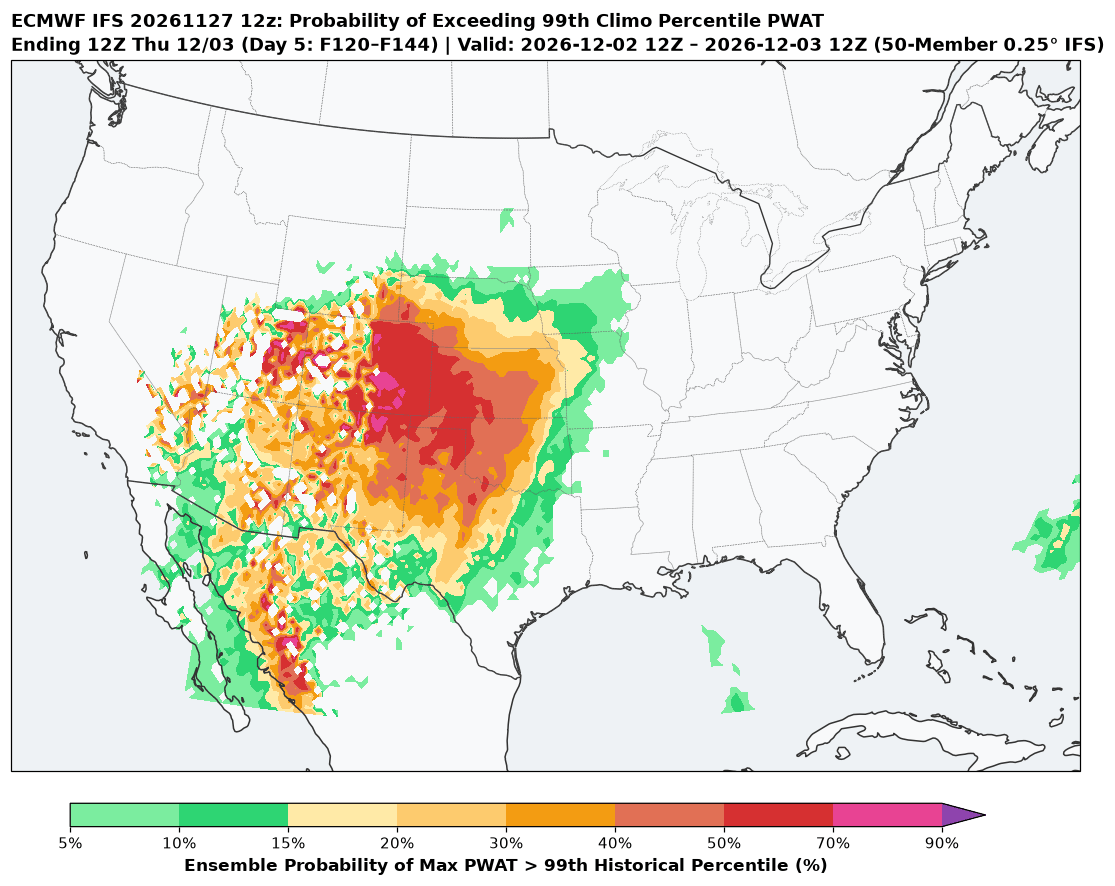 ECMWF IFS 20261127 12z: Probability of Exceeding 99th Climo Percentile PWAT
Ending 12Z Thu 12/03 (Day 5: F120–F144) | Valid: 2026-12-02 12Z – 2026-12-03 12Z (50-Member 0.25° IFS)
5% 10% 15% 20% 30% 40% 50% 70% 90%
Ensemble Probability of Max PWAT > 99th Historical Percentile (%)